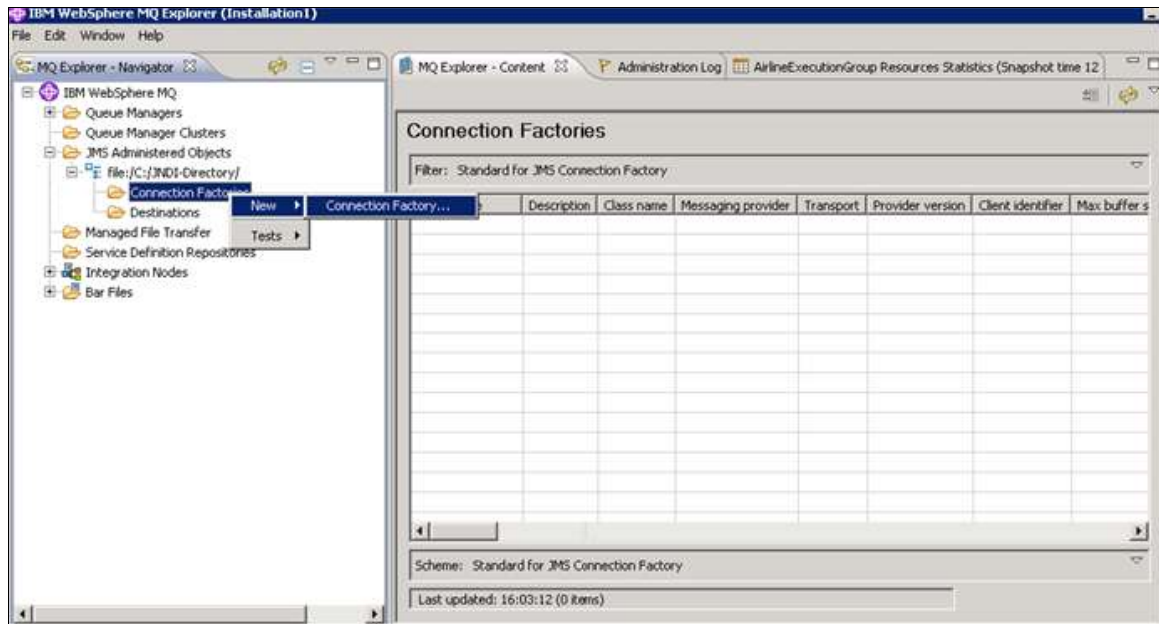 IBM WebSphere MQ Explorer (Installation1)
File Edit Window Help
MQ Explorer - Navigator
MQ Explorer - Content
Administration Log
AirlineExecutionGroup Resources Statistics (Snapshot time 12
IBM WebSphere MQ
Queue Managers
Queue Manager Clusters
JMS Administered Objects
file:/C:/JNDI-Directory/
Connection Factories
Destinations
Managed File Transfer
Service Definition Repositories
Integration Nodes
Bar Files
New
Connection Factory...
Tests
Connection Factories
Filter: Standard for JMS Connection Factory
Description Class name Messaging provider Transport Provider version Client identifier Max buffer s
Scheme: Standard for JMS Connection Factory
Last updated: 16:03:12 (0 items)